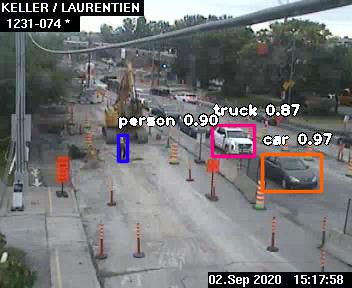 KELLER / LAURENTIEN
1231-074 *
truck 0.87
person 0.90
car 0.97
02.Sep 2020 15:17:58